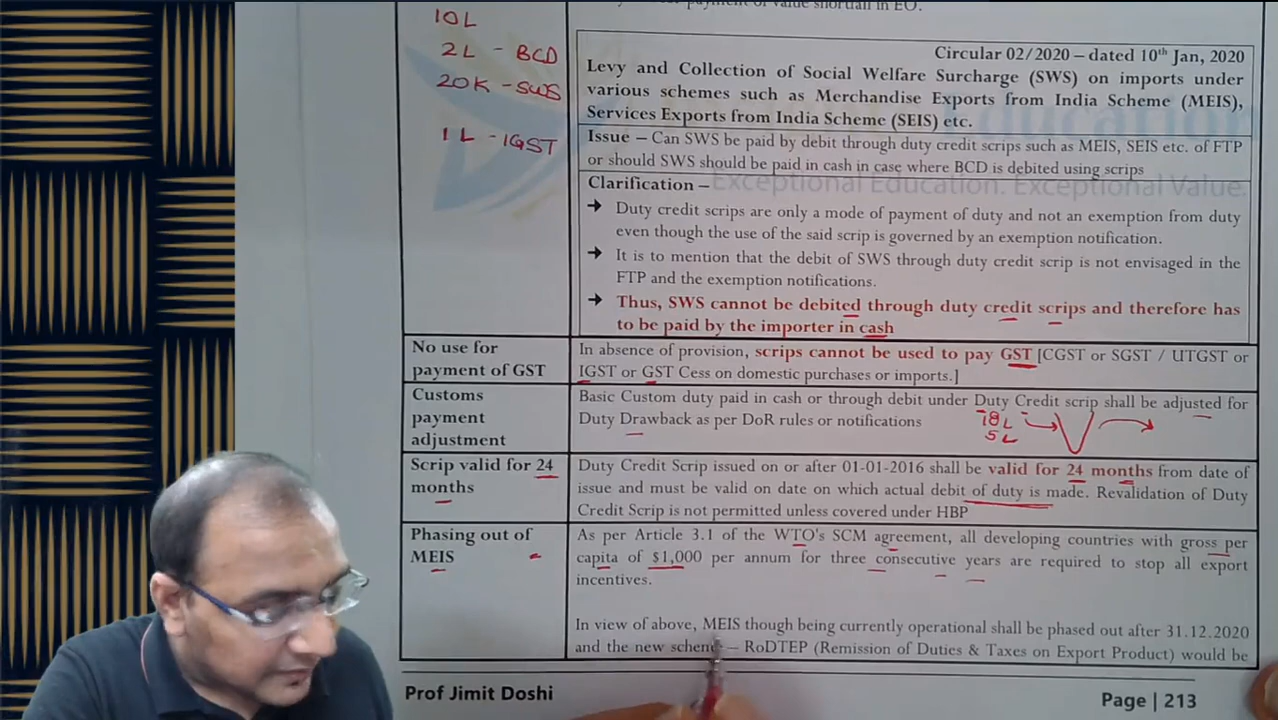 10L
2L - BCD
20K - SWS
1L - IGST
Circular 02/2020 – dated 10th Jan, 2020
Levy and Collection of Social Welfare Surcharge (SWS) on imports under
various schemes such as Merchandise Exports from India Scheme (MEIS),
Services Exports from India Scheme (SEIS) etc.
Issue – Can SWS be paid by debit through duty credit scrips such as MEIS, SEIS etc. of FTP
or should SWS should be paid in cash in case where BCD is debited using scrips
Clarification –
Exceptional Education. Exceptional Value.
➔ Duty credit scrips are only a mode of payment of duty and not an exemption from duty
even though the use of the said scrip is governed by an exemption notification.
➔ It is to mention that the debit of SWS through duty credit scrip is not envisaged in the
FTP and the exemption notifications.
➔ Thus, SWS cannot be debited through duty credit scrips and therefore has
to be paid by the importer in cash
No use for
payment of GST
In absence of provision, scrips cannot be used to pay GST [CGST or SGST / UTGST or
IGST or GST Cess on domestic purchases or imports.]
Customs
payment
adjustment
Basic Custom duty paid in cash or through debit under Duty Credit scrip shall be adjusted for
Duty Drawback as per DoR rules or notifications
18L
5L
Scrip valid for 24
months
Duty Credit Scrip issued on or after 01-01-2016 shall be valid for 24 months from date of
issue and must be valid on date on which actual debit of duty is made. Revalidation of Duty
Credit Scrip is not permitted unless covered under HBP
Phasing out of
MEIS
As per Article 3.1 of the WTO's SCM agreement, all developing countries with gross per
capita of $1,000 per annum for three consecutive years are required to stop all export
incentives.
In view of above, MEIS though being currently operational shall be phased out after 31.12.2020
and the new scheme – RoDTEP (Remission of Duties & Taxes on Export Product) would be
Prof Jimit Doshi
Page | 213